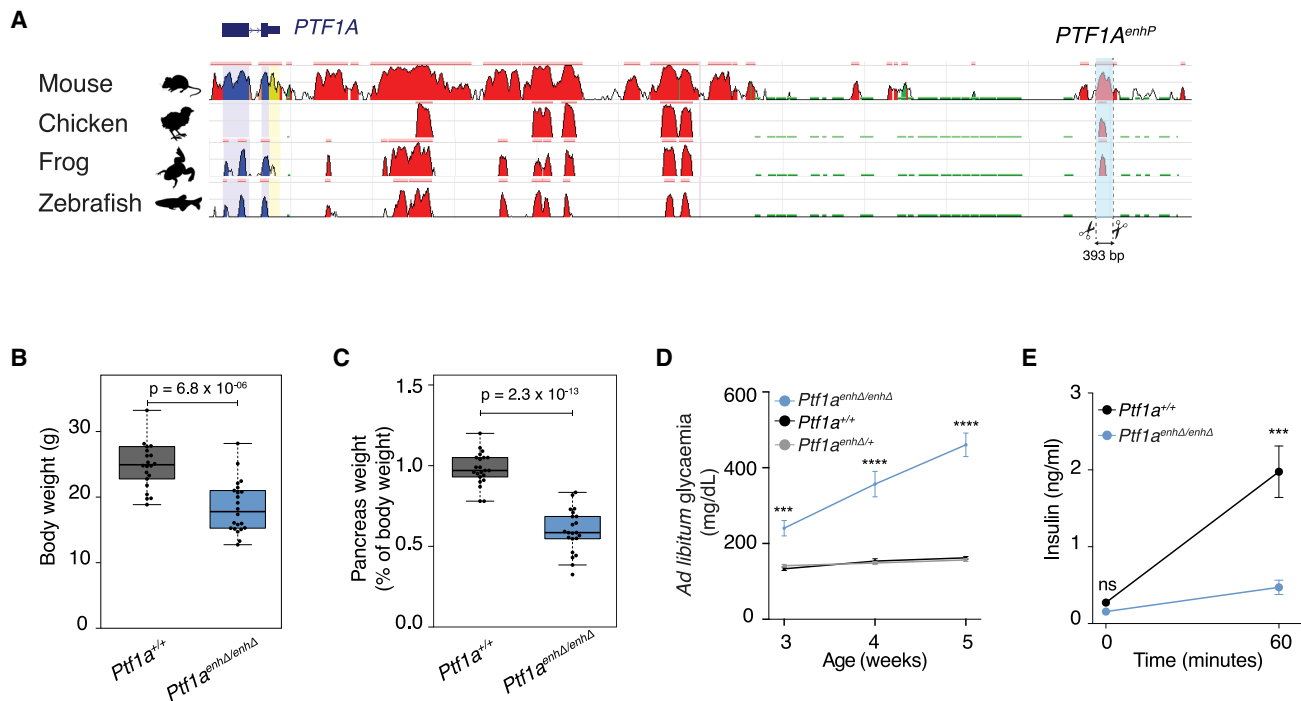 A
PTF1A
PTF1A^enhP
Mouse
Chicken
Frog
Zebrafish
393 bp
B
p = 6.8 x 10^-06
Body weight (g)
30
20
10
0
Ptf1a^+/+
Ptf1a^enhΔ/enhΔ
C
p = 2.3 x 10^-13
Pancreas weight
(% of body weight)
1.5
1.0
0.5
0.0
Ptf1a^+/+
Ptf1a^enhΔ/enhΔ
D
Ad libitum glycaemia
(mg/dL)
600
400
200
0
Ptf1a^enhΔ/enhΔ
Ptf1a^+/+
Ptf1a^enhΔ/+
***
****
****
3 4 5
Age (weeks)
E
Insulin (ng/ml)
3
2
1
0
Ptf1a^+/+
Ptf1a^enhΔ/enhΔ
***
ns
0 60
Time (minutes)